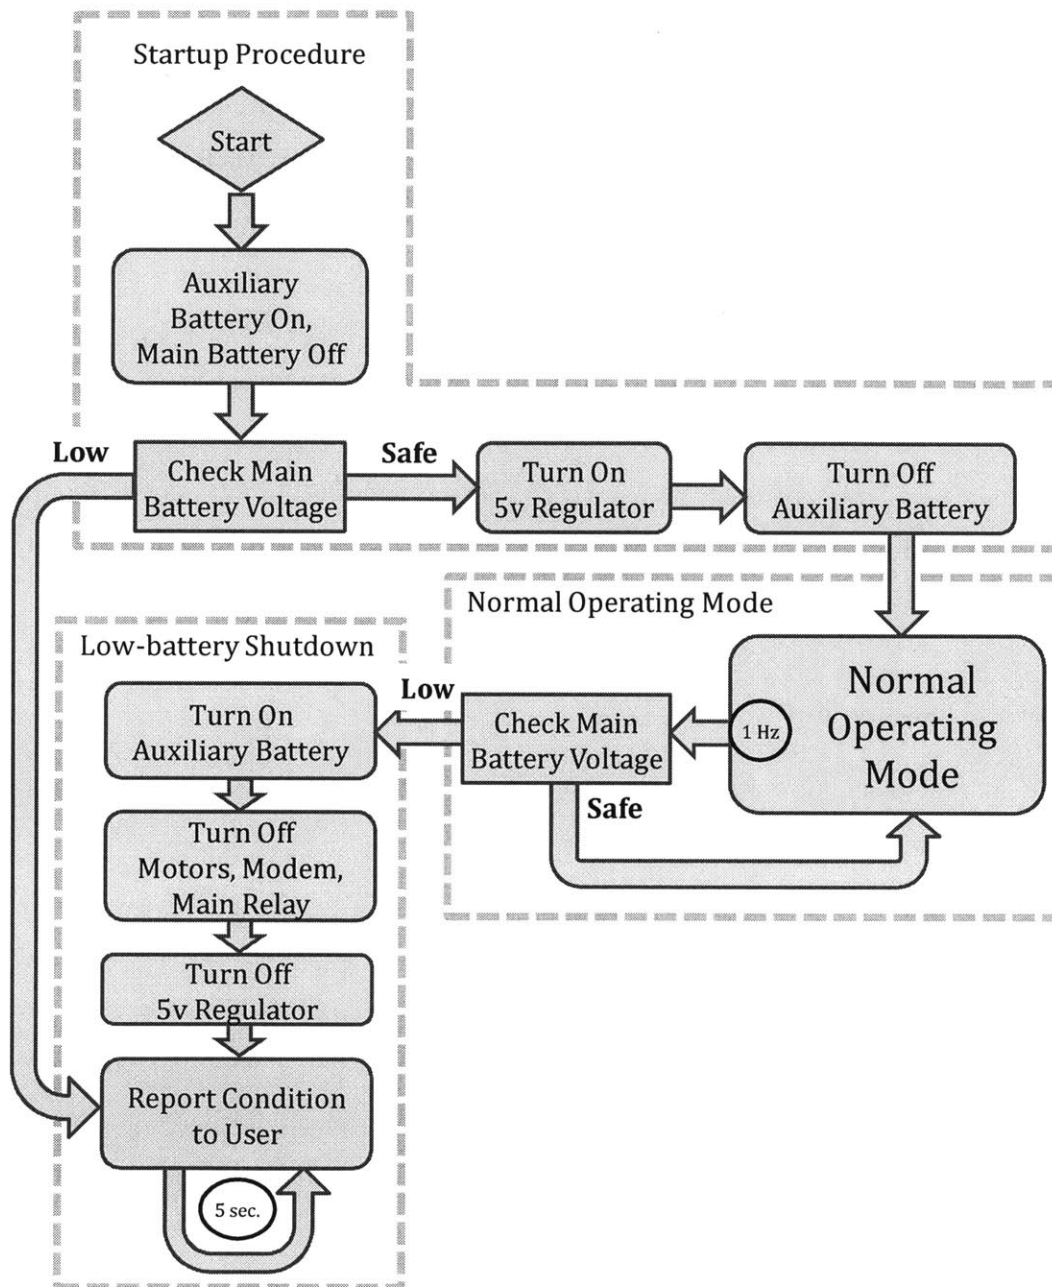 Startup Procedure
Start
Auxiliary
Battery On,
Main Battery Off
Low
Check Main
Battery Voltage
Safe
Turn On
5v Regulator
Turn Off
Auxiliary Battery
Normal Operating Mode
Normal
Operating
Mode
1 Hz
Check Main
Battery Voltage
Low
Safe
Low-battery Shutdown
Turn On
Auxiliary Battery
Turn Off
Motors, Modem,
Main Relay
Turn Off
5v Regulator
Report Condition
to User
5 sec.